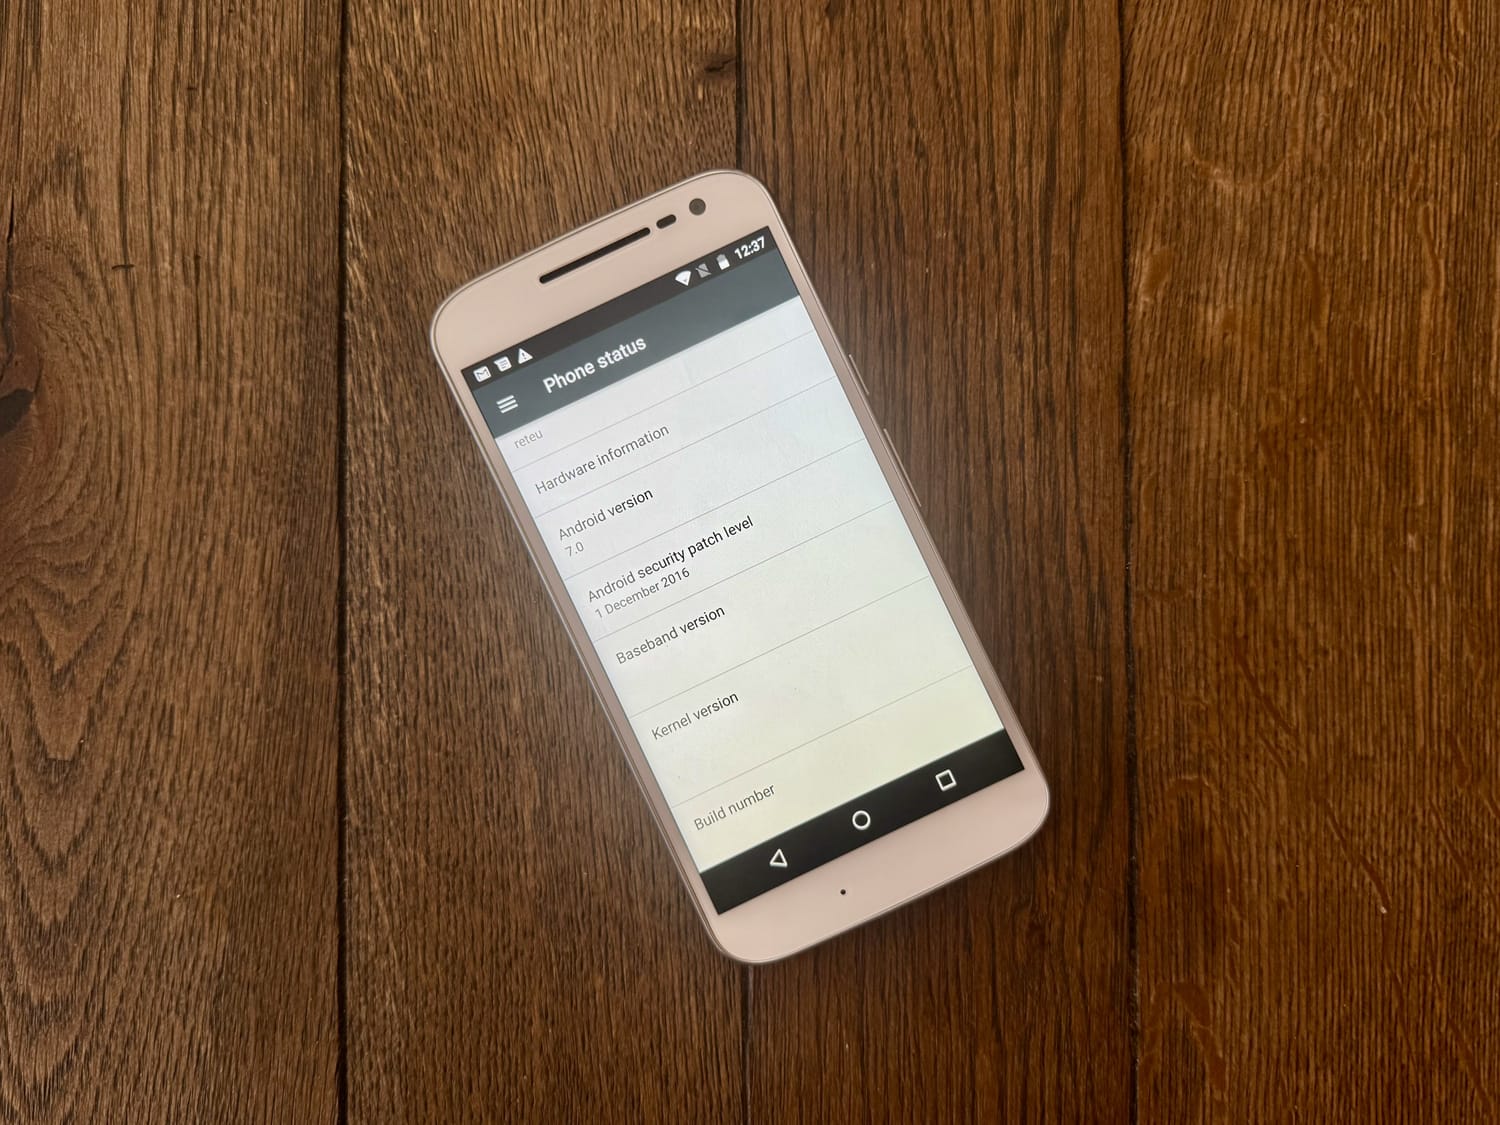 12:37
Phone status
reteu
Hardware information
Android version
7.0
Android security patch level
1 December 2016
Baseband version
Kernel version
Build number